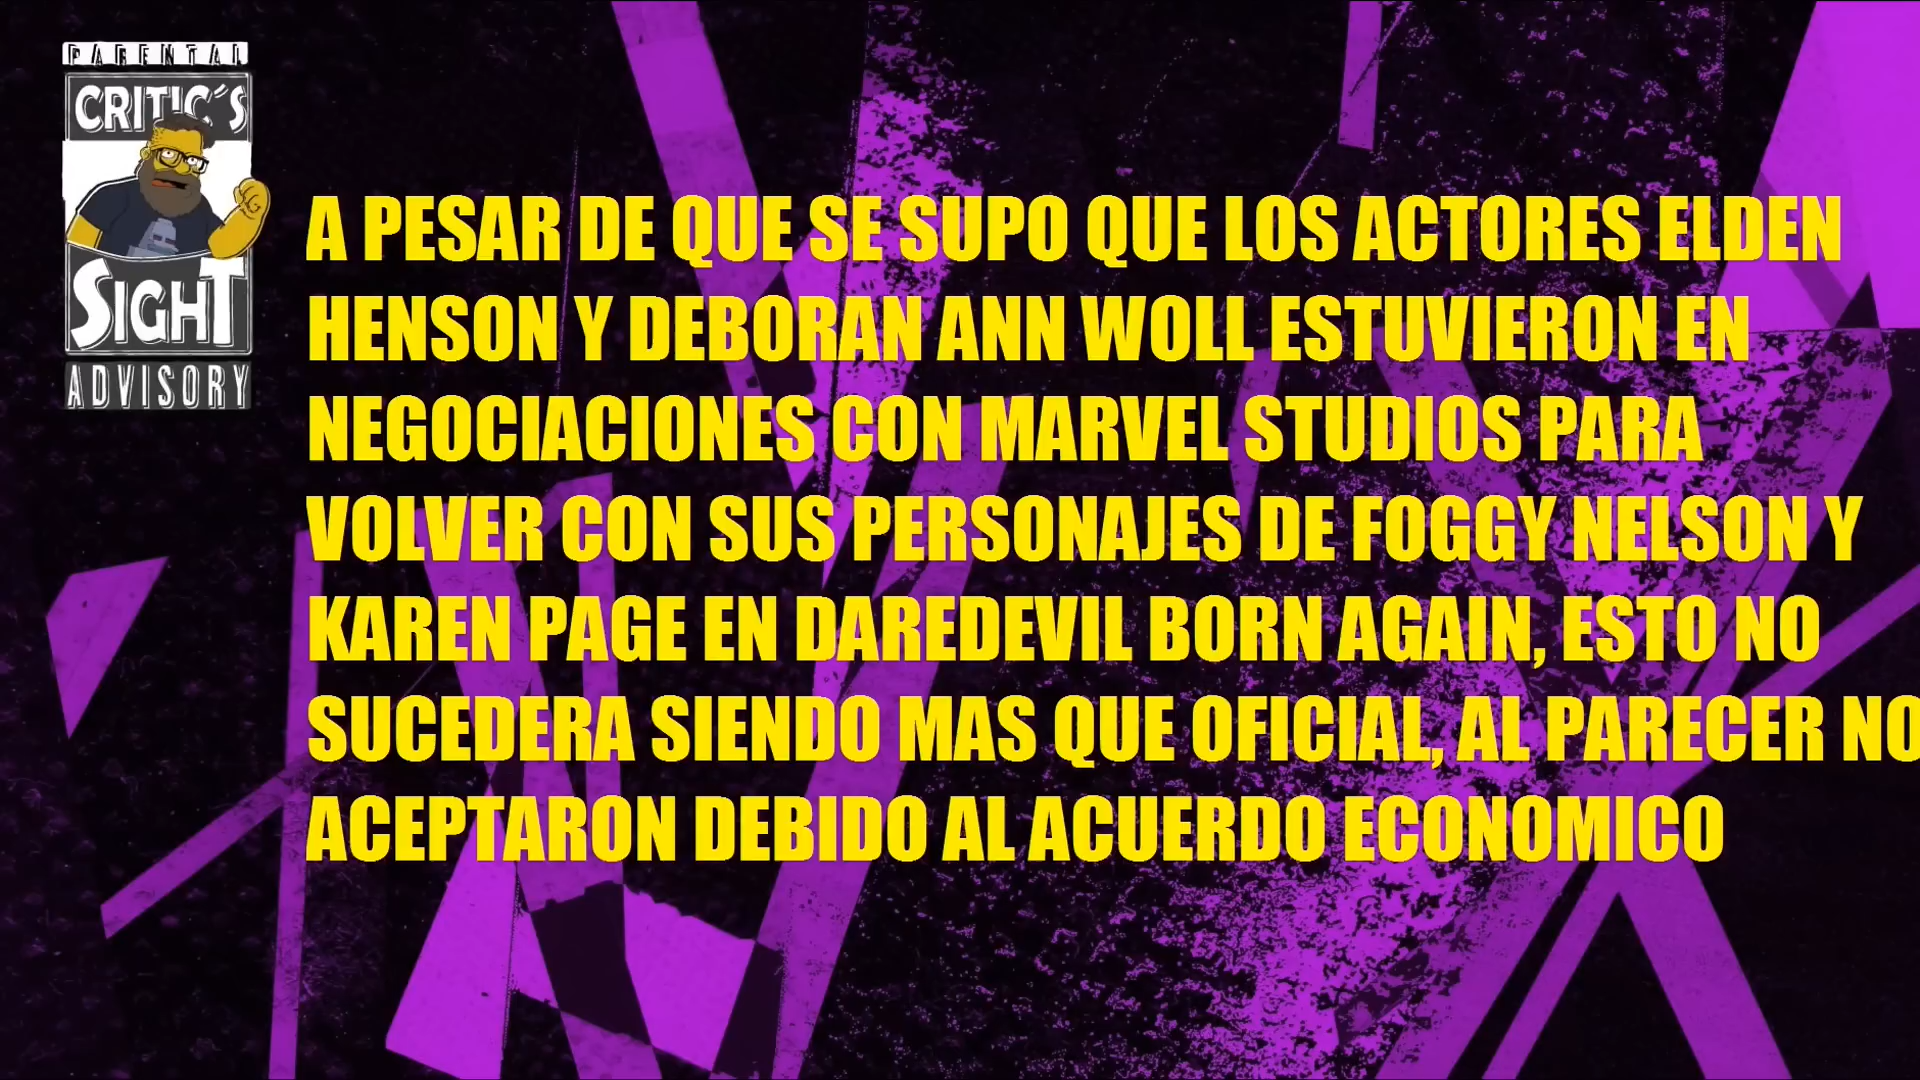 PARENTAL
CRITIC´S
SIGHT
ADVISORY
A PESAR DE QUE SE SUPO QUE LOS ACTORES ELDEN
HENSON Y DEBORAN ANN WOLL ESTUVIERON EN
NEGOCIACIONES CON MARVEL STUDIOS PARA
VOLVER CON SUS PERSONAJES DE FOGGY NELSON Y
KAREN PAGE EN DAREDEVIL BORN AGAIN, ESTO NO
SUCEDERA SIENDO MAS QUE OFICIAL, AL PARECER NO
ACEPTARON DEBIDO AL ACUERDO ECONOMICO